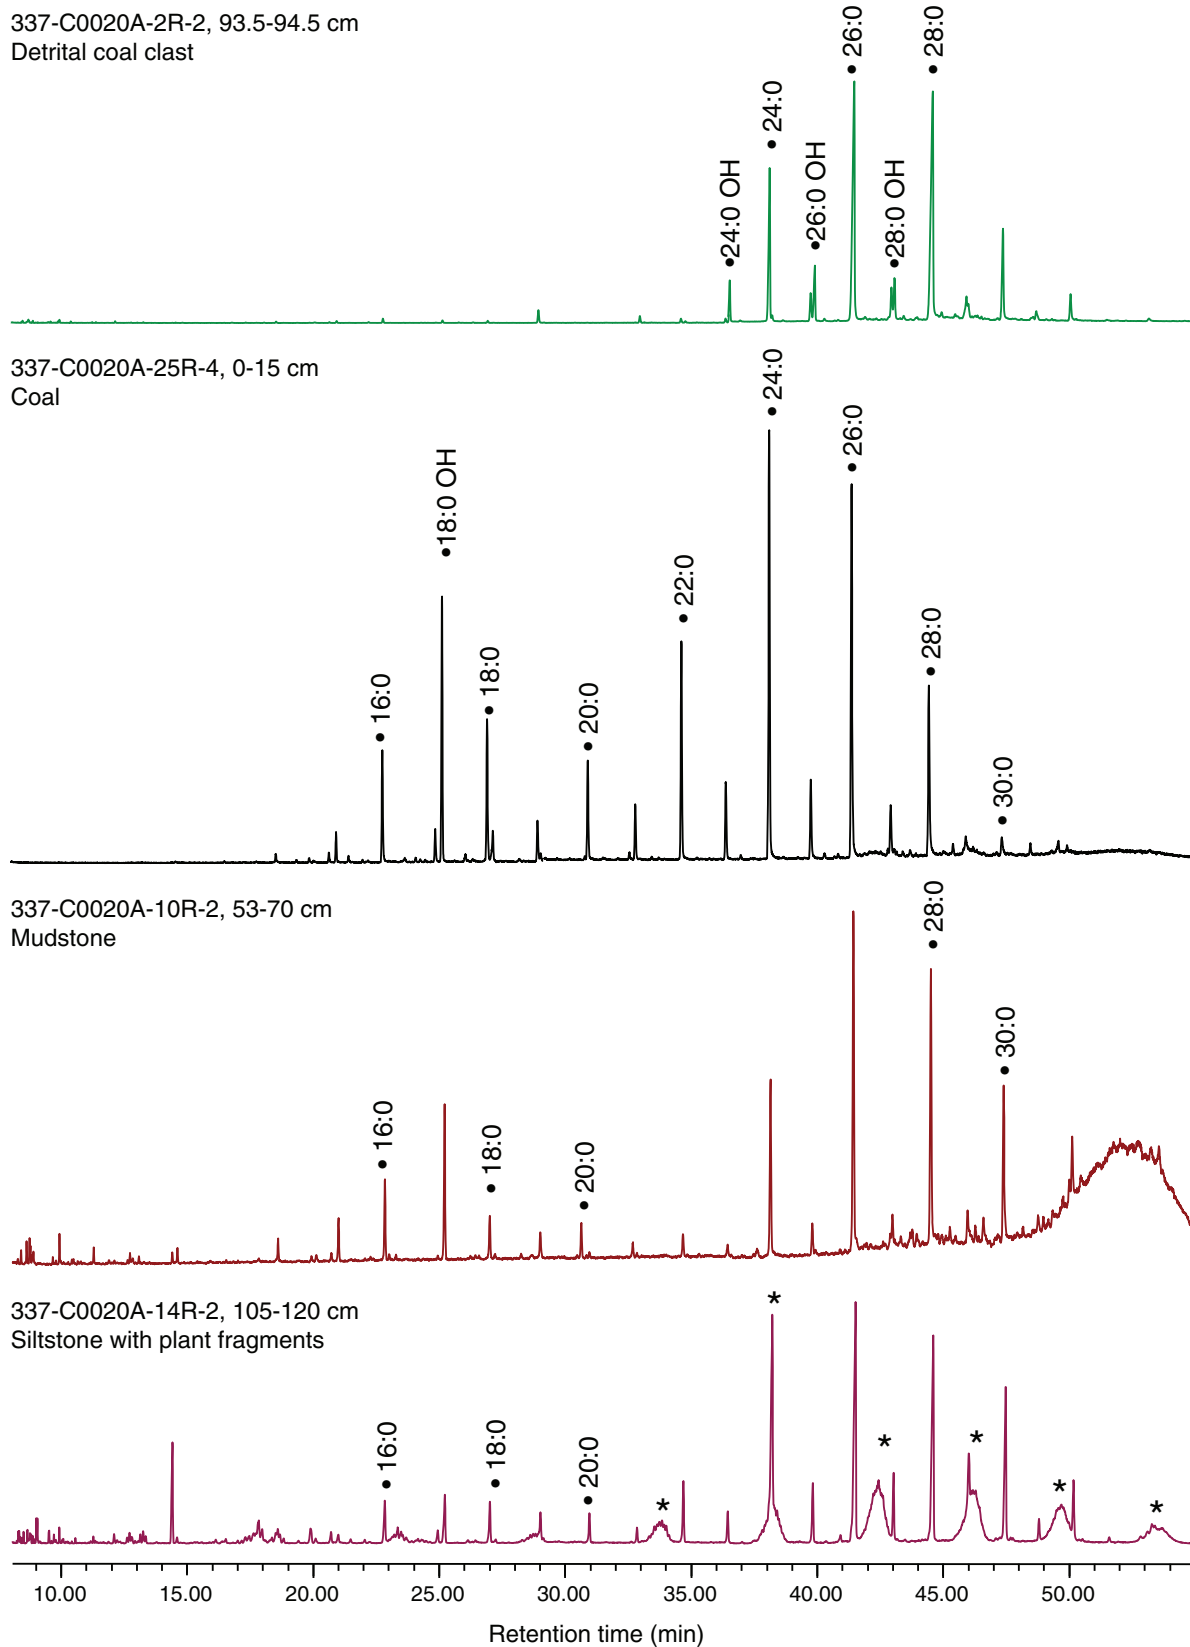 337-C0020A-2R-2, 93.5-94.5 cm
Detrital coal clast
24:0 OH
24:0
26:0 OH
26:0
28:0 OH
28:0
337-C0020A-25R-4, 0-15 cm
Coal
16:0
18:0 OH
18:0
20:0
22:0
24:0
26:0
28:0
30:0
337-C0020A-10R-2, 53-70 cm
Mudstone
16:0
18:0
20:0
28:0
30:0
337-C0020A-14R-2, 105-120 cm
Siltstone with plant fragments
16:0
18:0
20:0
*
*
*
*
*
*
10.00 15.00 20.00 25.00 30.00 35.00 40.00 45.00 50.00
Retention time (min)